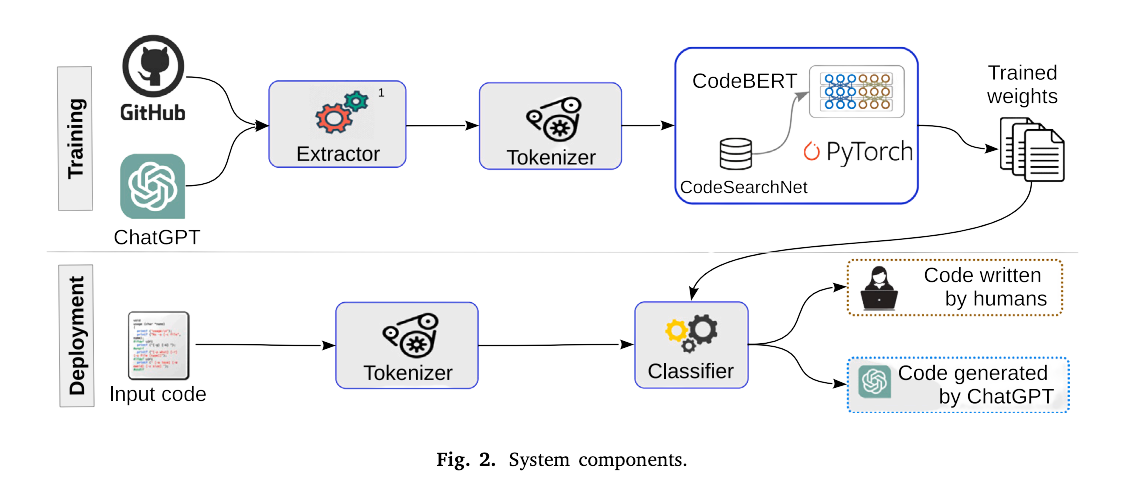 Training
GitHub
ChatGPT
1
Extractor
Tokenizer
CodeBERT
CodeSearchNet
PyTorch
Trained
weights
Deployment
Input code
Tokenizer
Classifier
Code written
by humans
Code generated
by ChatGPT
Fig. 2. System components.